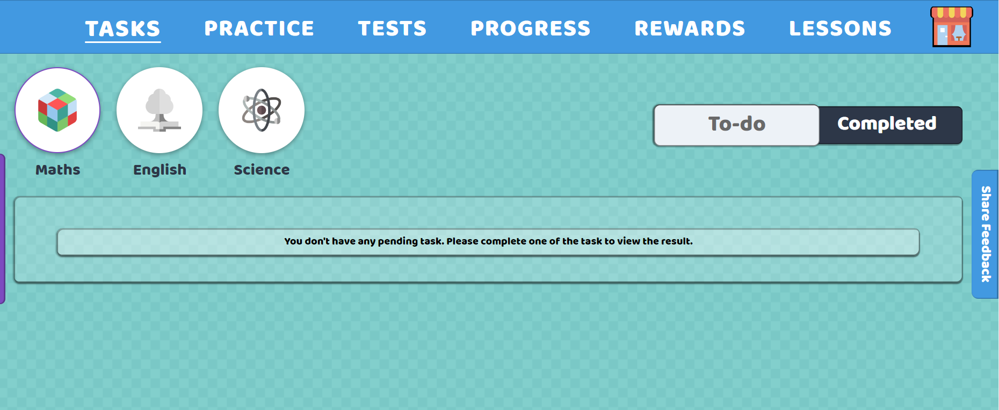 TASKS PRACTICE TESTS PROGRESS REWARDS LESSONS
To-do Completed
Maths English Science
Share Feedback
You don't have any pending task. Please complete one of the task to view the result.